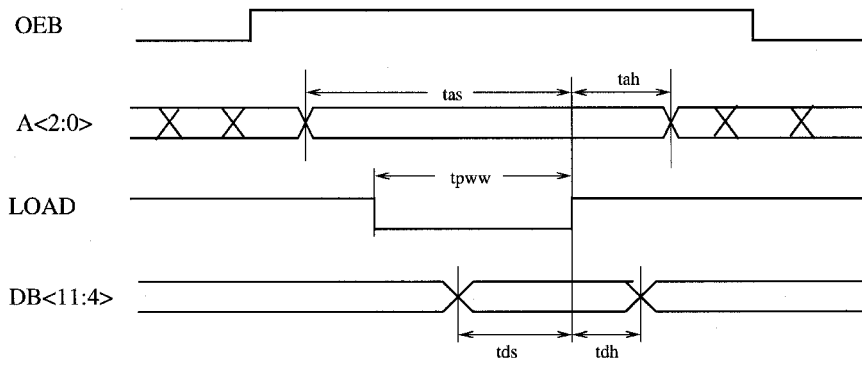 OEB
tas
tah
A<2:0>
tpww
LOAD
DB<11:4>
tds
tdh